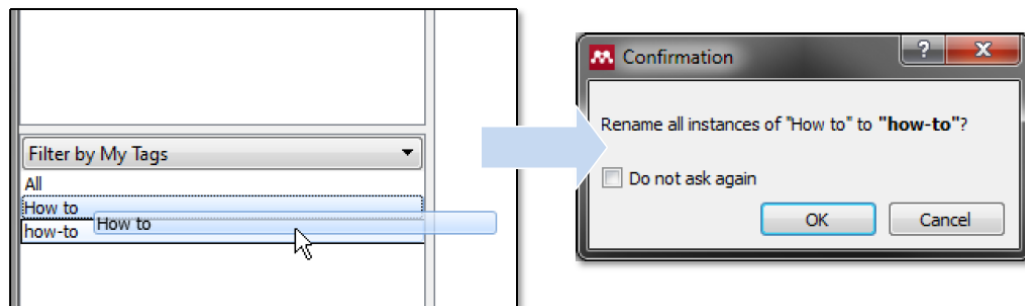 Filter by My Tags
All
How to
How to
how-to
Confirmation
?
X
Rename all instances of "How to" to "how-to"?
Do not ask again
OK
Cancel